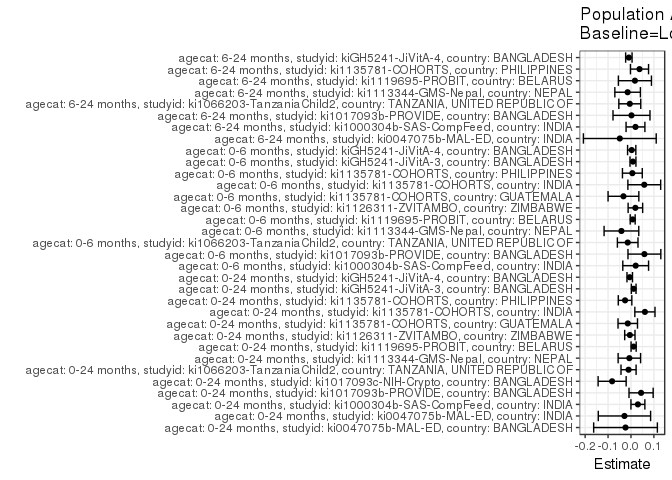 Population A
Baseline=Lo
agecat: 6-24 months, studyid: kiGH5241-JiVitA-4, country: BANGLADESH
agecat: 6-24 months, studyid: ki1135781-COHORTS, country: PHILIPPINES
agecat: 6-24 months, studyid: ki1119695-PROBIT, country: BELARUS
agecat: 6-24 months, studyid: ki1113344-GMS-Nepal, country: NEPAL
agecat: 6-24 months, studyid: ki1066203-TanzaniaChild2, country: TANZANIA, UNITED REPUBLIC OF
agecat: 6-24 months, studyid: ki1017093b-PROVIDE, country: BANGLADESH
agecat: 6-24 months, studyid: ki1000304b-SAS-CompFeed, country: INDIA
agecat: 6-24 months, studyid: ki0047075b-MAL-ED, country: INDIA
agecat: 0-6 months, studyid: kiGH5241-JiVitA-4, country: BANGLADESH
agecat: 0-6 months, studyid: kiGH5241-JiVitA-3, country: BANGLADESH
agecat: 0-6 months, studyid: ki1135781-COHORTS, country: PHILIPPINES
agecat: 0-6 months, studyid: ki1135781-COHORTS, country: INDIA
agecat: 0-6 months, studyid: ki1135781-COHORTS, country: GUATEMALA
agecat: 0-6 months, studyid: ki1126311-ZVITAMBO, country: ZIMBABWE
agecat: 0-6 months, studyid: ki1119695-PROBIT, country: BELARUS
agecat: 0-6 months, studyid: ki1113344-GMS-Nepal, country: NEPAL
agecat: 0-6 months, studyid: ki1066203-TanzaniaChild2, country: TANZANIA, UNITED REPUBLIC OF
agecat: 0-6 months, studyid: ki1017093b-PROVIDE, country: BANGLADESH
agecat: 0-6 months, studyid: ki1000304b-SAS-CompFeed, country: INDIA
agecat: 0-24 months, studyid: kiGH5241-JiVitA-4, country: BANGLADESH
agecat: 0-24 months, studyid: kiGH5241-JiVitA-3, country: BANGLADESH
agecat: 0-24 months, studyid: ki1135781-COHORTS, country: PHILIPPINES
agecat: 0-24 months, studyid: ki1135781-COHORTS, country: INDIA
agecat: 0-24 months, studyid: ki1135781-COHORTS, country: GUATEMALA
agecat: 0-24 months, studyid: ki1126311-ZVITAMBO, country: ZIMBABWE
agecat: 0-24 months, studyid: ki1119695-PROBIT, country: BELARUS
agecat: 0-24 months, studyid: ki1113344-GMS-Nepal, country: NEPAL
agecat: 0-24 months, studyid: ki1066203-TanzaniaChild2, country: TANZANIA, UNITED REPUBLIC OF
agecat: 0-24 months, studyid: ki1017093c-NIH-Crypto, country: BANGLADESH
agecat: 0-24 months, studyid: ki1017093b-PROVIDE, country: BANGLADESH
agecat: 0-24 months, studyid: ki1000304b-SAS-CompFeed, country: INDIA
agecat: 0-24 months, studyid: ki0047075b-MAL-ED, country: INDIA
agecat: 0-24 months, studyid: ki0047075b-MAL-ED, country: BANGLADESH
-0.2 -0.1 0.0 0.1
Estimate